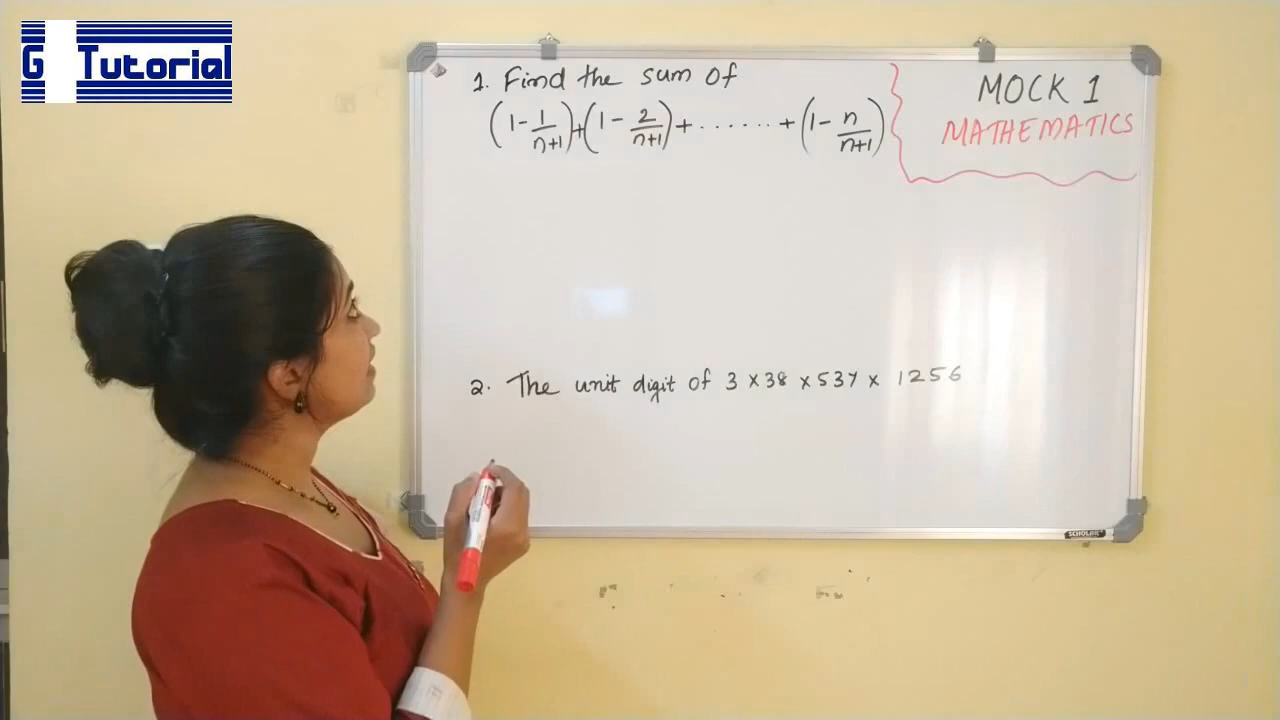 G Tutorial
1. Find the sum of
(1 - 1/n+1) + (1 - 2/n+1) + ....... + (1 - n/n+1)
MOCK 1
MATHEMATICS
2. The unit digit of 3 x 38 x 537 x 1256
SCHOLAR